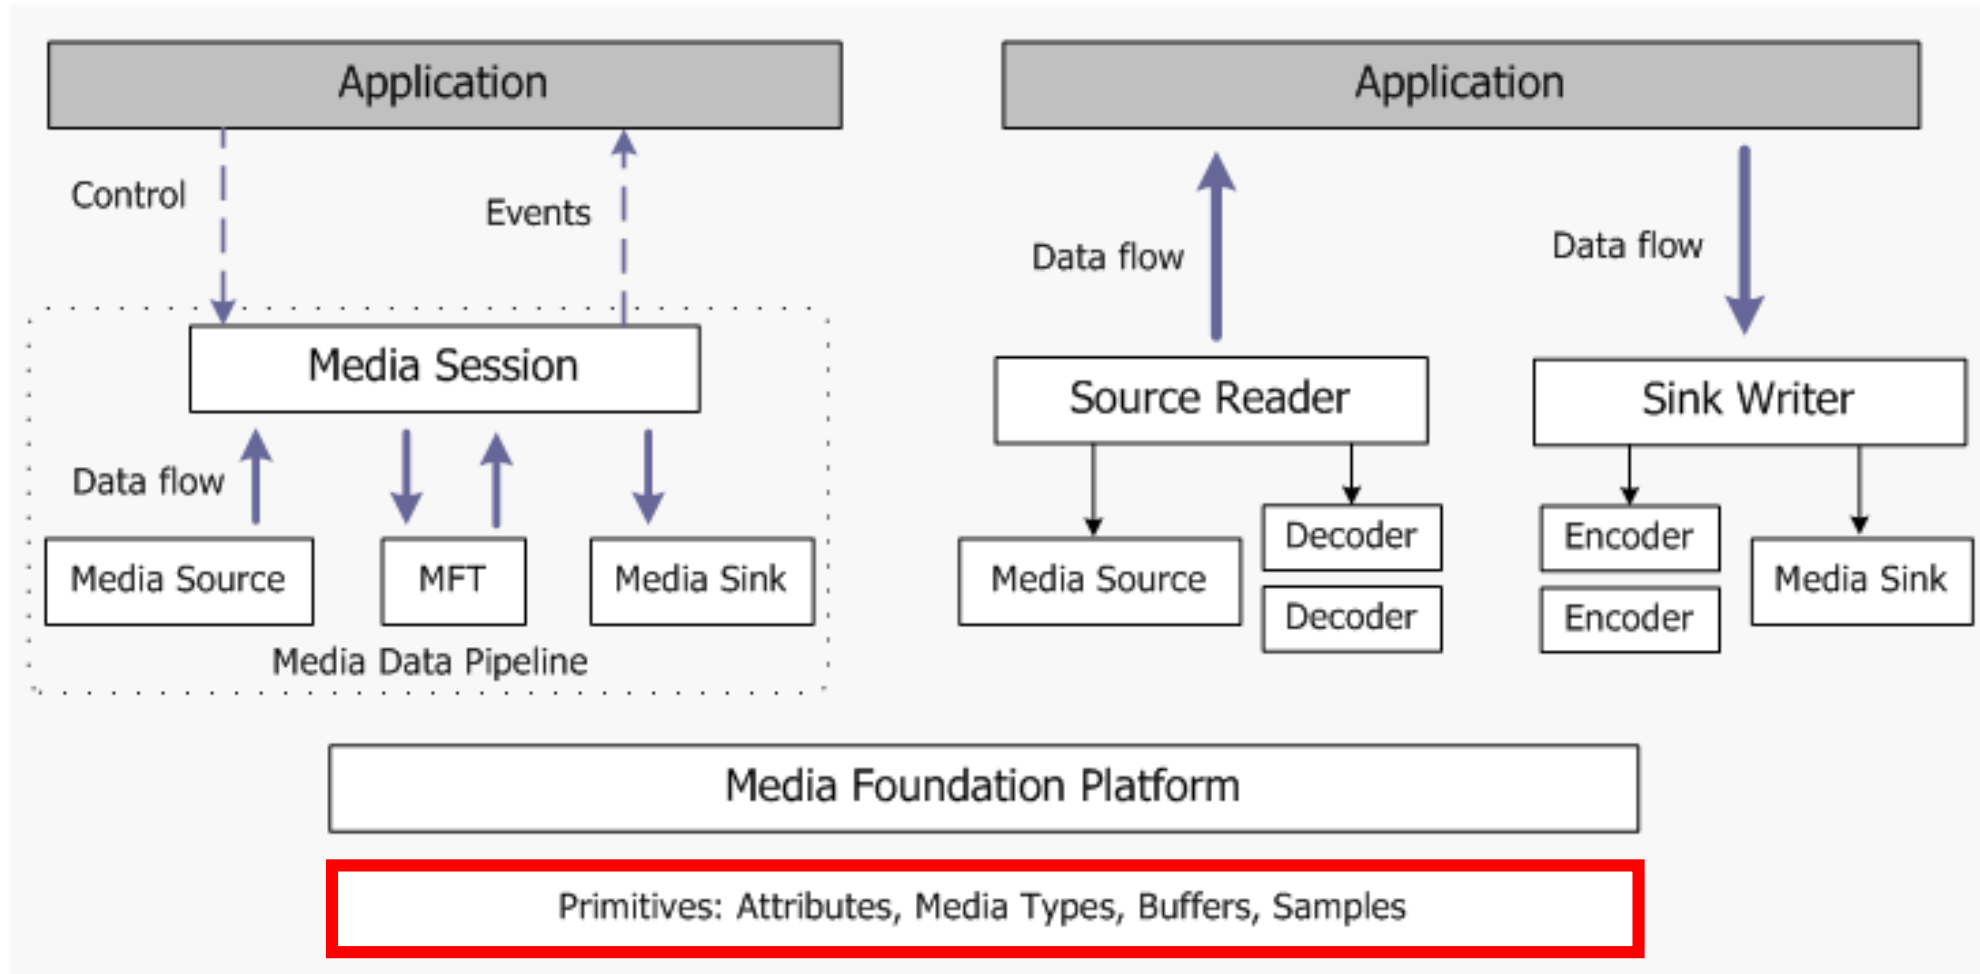 Application
Control
Events
Media Session
Data flow
Media Source
MFT
Media Sink
Media Data Pipeline
Application
Data flow
Data flow
Source Reader
Sink Writer
Media Source
Decoder
Decoder
Encoder
Encoder
Media Sink
Media Foundation Platform
Primitives: Attributes, Media Types, Buffers, Samples